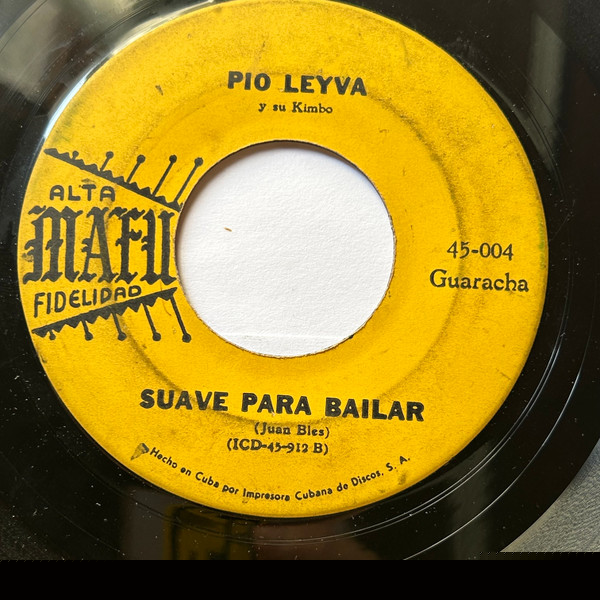 PIO LEYVA
y su Kimbo
ALTA
MAFU
FIDELIDAD
45-004
Guaracha
SUAVE PARA BAILAR
(Juan Bles)
(ICD-45-912 B)
Hecho en Cuba por Impresora Cubana de Discos, S. A.